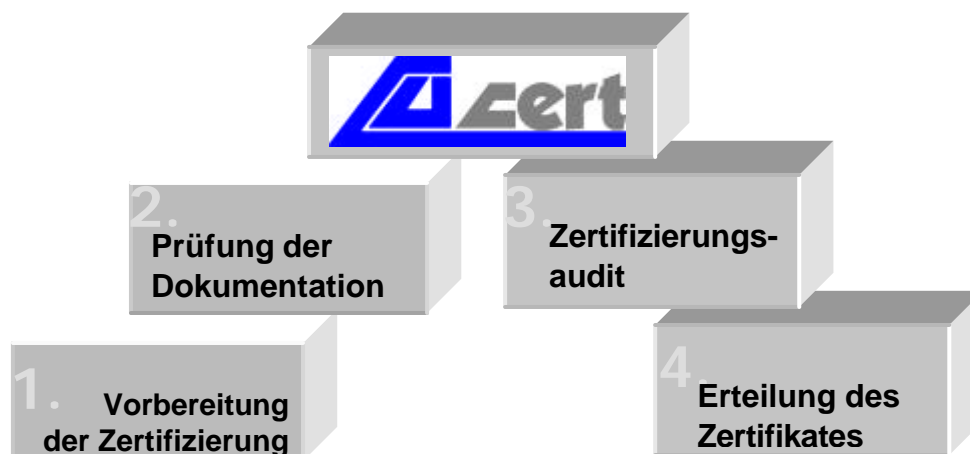 cert
2.
Prüfung der
Dokumentation
3.
Zertifizierungs-
audit
1.
Vorbereitung
der Zertifizierung
4.
Erteilung des
Zertifikates